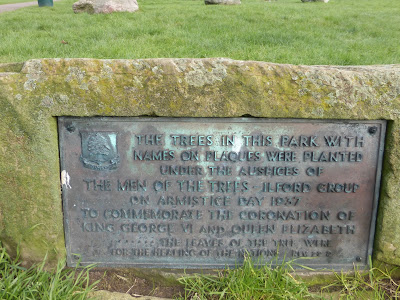 THE TREES IN THIS PARK WITH
NAMES ON PLAQUES WERE PLANTED
UNDER THE AUSPICES OF
THE MEN OF THE TREES - ILFORD GROUP
ON ARMISTICE DAY 1937
TO COMMEMORATE THE CORONATION OF
KING GEORGE VI AND QUEEN ELIZABETH
THE LEAVES OF THE TREE WERE
FOR THE HEALING OF THE NATIONS